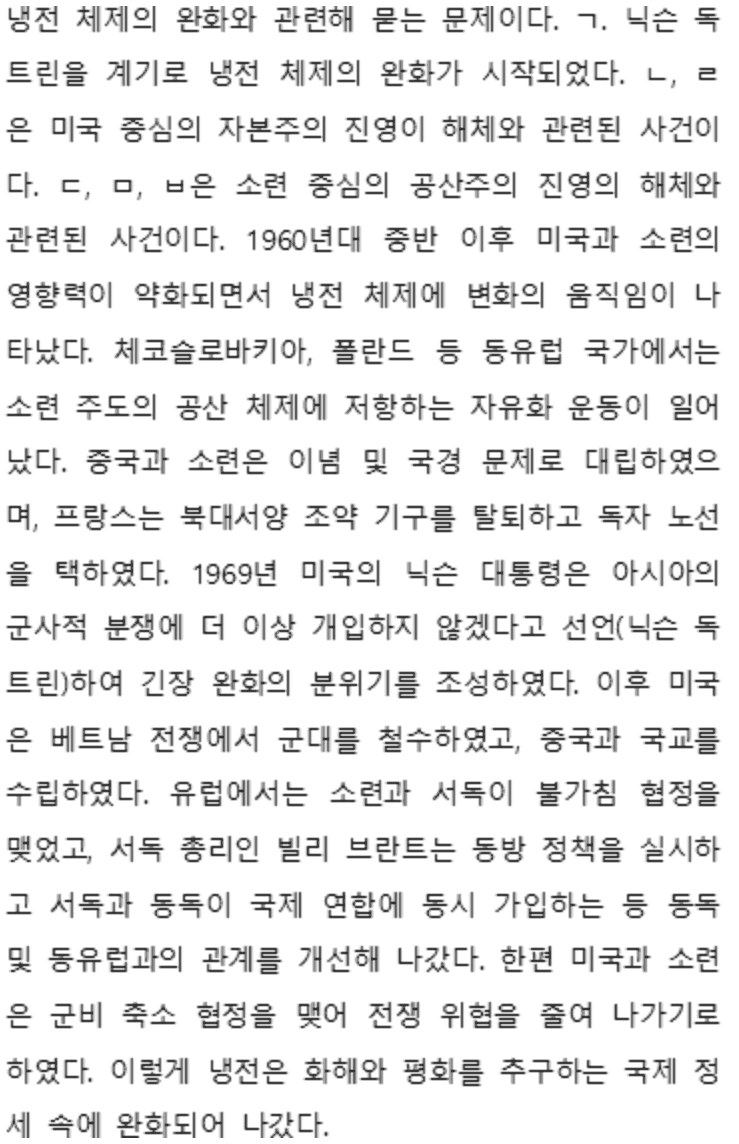 냉전 체제의 완화와 관련해 묻는 문제이다. ㄱ. 닉슨 독
트린을 계기로 냉전 체제의 완화가 시작되었다. ㄴ, ㄹ
은 미국 중심의 자본주의 진영이 해체와 관련된 사건이
다. ㄷ, ㅁ, ㅂ은 소련 중심의 공산주의 진영의 해체와
관련된 사건이다. 1960년대 중반 이후 미국과 소련의
영향력이 약화되면서 냉전 체제에 변화의 움직임이 나
타났다. 체코슬로바키아, 폴란드 등 동유럽 국가에서는
소련 주도의 공산 체제에 저항하는 자유화 운동이 일어
났다. 중국과 소련은 이념 및 국경 문제로 대립하였으
며, 프랑스는 북대서양 조약 기구를 탈퇴하고 독자 노선
을 택하였다. 1969년 미국의 닉슨 대통령은 아시아의
군사적 분쟁에 더 이상 개입하지 않겠다고 선언(닉슨 독
트린)하여 긴장 완화의 분위기를 조성하였다. 이후 미국
은 베트남 전쟁에서 군대를 철수하였고, 중국과 국교를
수립하였다. 유럽에서는 소련과 서독이 불가침 협정을
맺었고, 서독 총리인 빌리 브란트는 동방 정책을 실시하
고 서독과 동독이 국제 연합에 동시 가입하는 등 동독
및 동유럽과의 관계를 개선해 나갔다. 한편 미국과 소련
은 군비 축소 협정을 맺어 전쟁 위협을 줄여 나가기로
하였다. 이렇게 냉전은 화해와 평화를 추구하는 국제 정
세 속에 완화되어 나갔다.